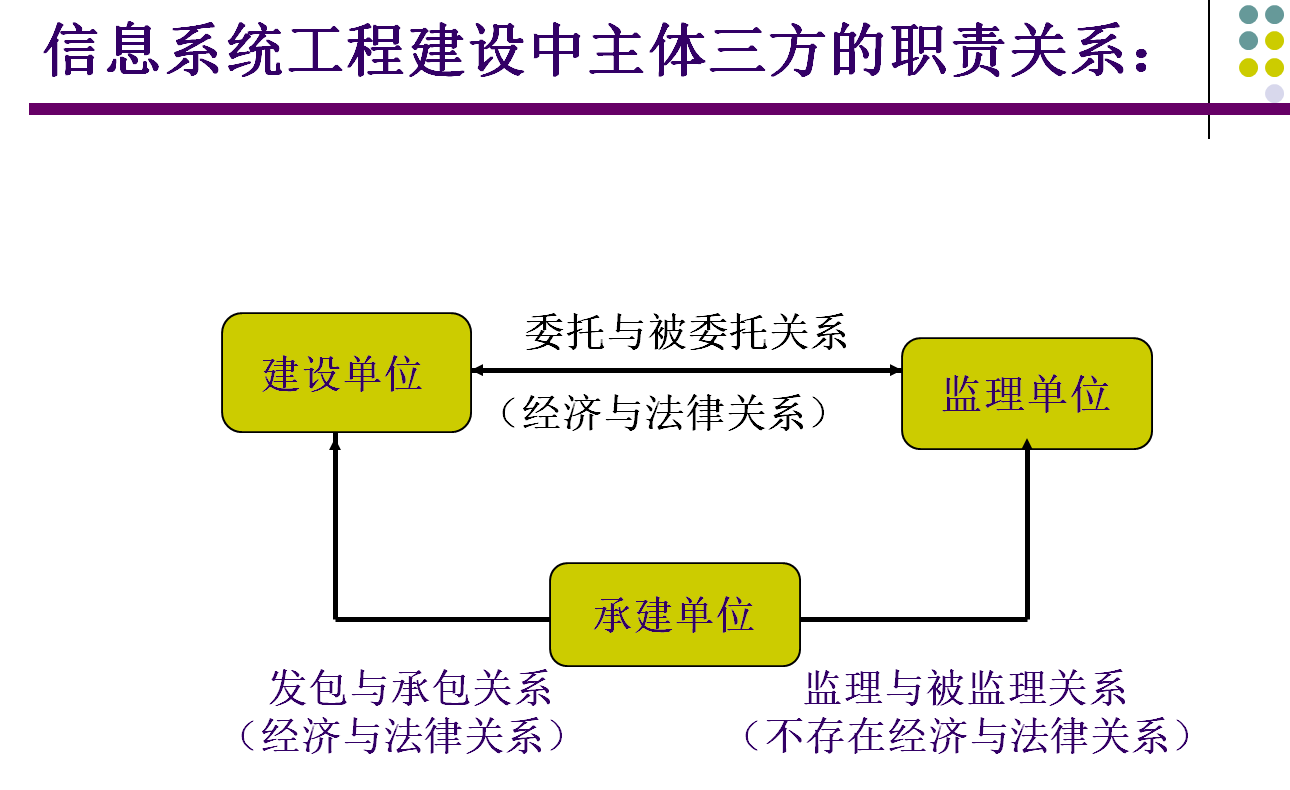 信息系统工程建设中主体三方的职责关系：
委托与被委托关系
建设单位
监理单位
（经济与法律关系）
承建单位
发包与承包关系
（经济与法律关系）
监理与被监理关系
（不存在经济与法律关系）